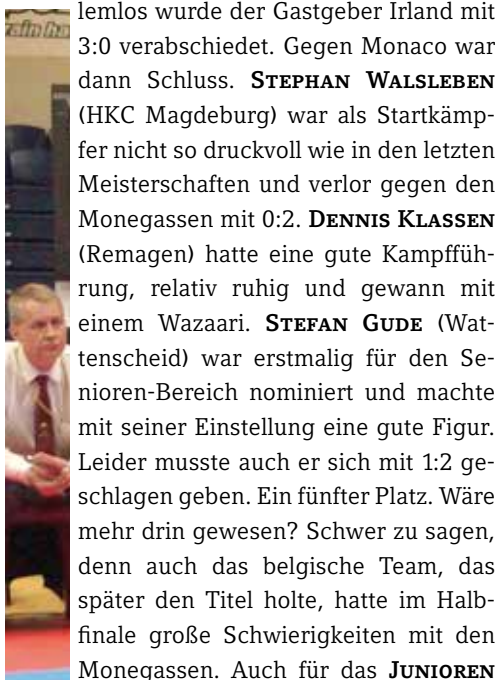 lemlos wurde der Gastgeber Irland mit
3:0 verabschiedet. Gegen Monaco war
dann Schluss. STEPHAN WALSLEBEN
(HKC Magdeburg) war als Startkämp-
fer nicht so druckvoll wie in den letzten
Meisterschaften und verlor gegen den
Monegassen mit 0:2. DENNIS KLASSEN
(Remagen) hatte eine gute Kampffüh-
rung, relativ ruhig und gewann mit
einem Wazaari. STEFAN GUDE (Wat-
tenscheid) war erstmalig für den Se-
nioren-Bereich nominiert und machte
mit seiner Einstellung eine gute Figur.
Leider musste auch er sich mit 1:2 ge-
schlagen geben. Ein fünfter Platz. Wäre
mehr drin gewesen? Schwer zu sagen,
denn auch das belgische Team, das
später den Titel holte, hatte im Halb-
finale große Schwierigkeiten mit den
Monegassen. Auch für das JUNIOREN